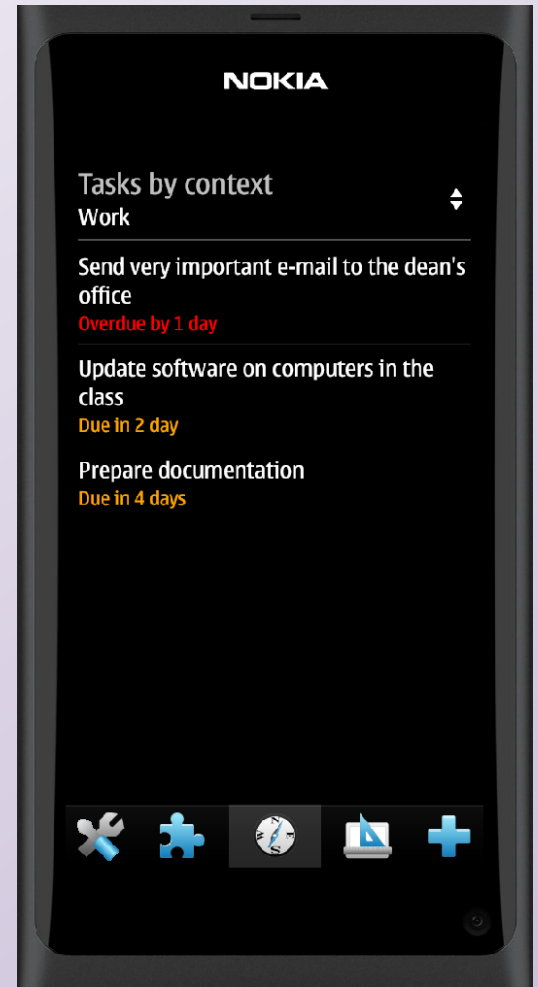 NOKIA
Tasks by context
Work
Send very important e-mail to the dean's
office
Overdue by 1 day
Update software on computers in the
class
Due in 2 day
Prepare documentation
Due in 4 days